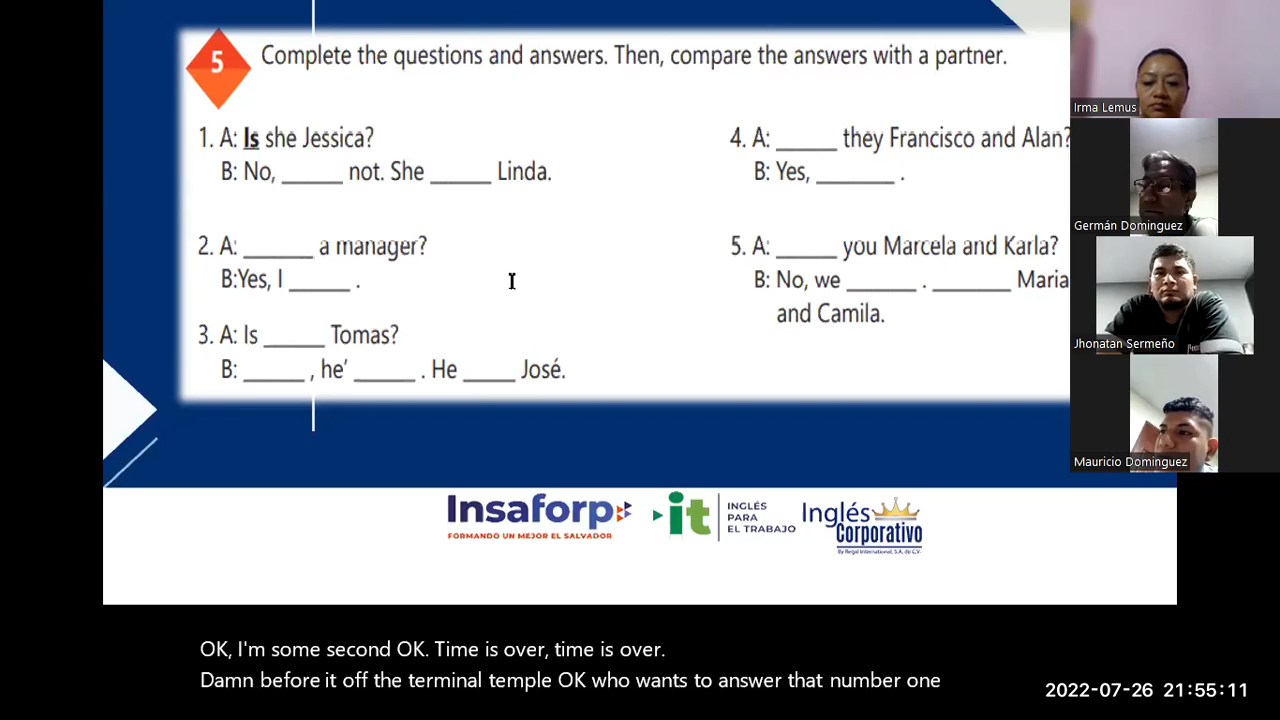 5
Complete the questions and answers. Then, compare the answers with a partner.
1. A: Is she Jessica?
B: No, ______ not. She ______ Linda.
2. A: _______ a manager?
B:Yes, I ______ .
3. A: Is ______ Tomas?
B: ______ , he' ______ . He _____ José.
4. A: ______ they Francisco and Alan?
B: Yes, ________ .
5. A: ______ you Marcela and Karla?
B: No, we _______ . ________ Maria
and Camila.
Irma Lemus
Germán Dominguez
Jhonatan Sermeño
Mauricio Dominguez
Insaforp
FORMANDO UN MEJOR EL SALVADOR
it
INGLÉS
PARA
EL TRABAJO
Inglés
Corporativo
By Regal International, S.A. de C.V.
OK, I'm some second OK. Time is over, time is over.
Damn before it off the terminal temple OK who wants to answer that number one
2022-07-26 21:55:11